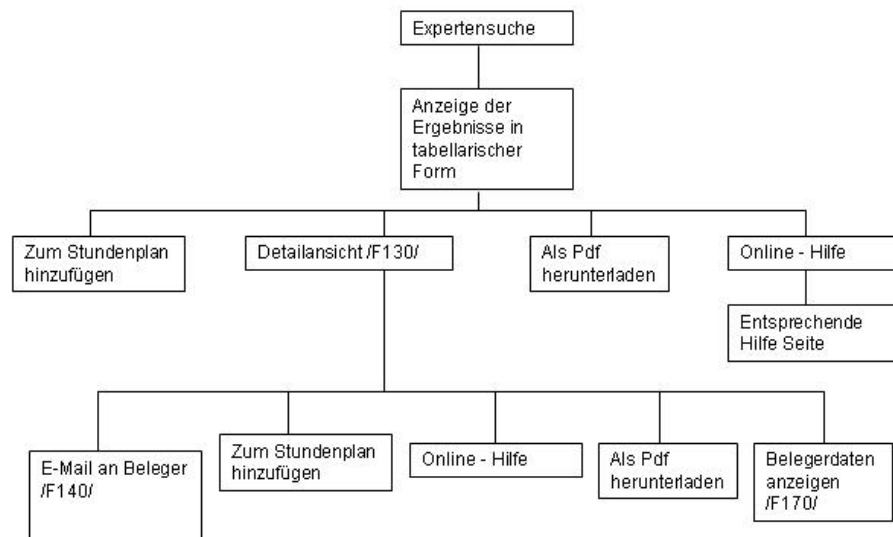 Expertensuche
Anzeige der
Ergebnisse in
tabellarischer
Form
Zum Stundenplan
hinzufügen
Detailansicht /F130/
Als Pdf
herunterladen
Online - Hilfe
Entsprechende
Hilfe Seite
E-Mail an Beleger
/F140/
Zum Stundenplan
hinzufügen
Online - Hilfe
Als Pdf
herunterladen
Belegerdaten
anzeigen
/F170/